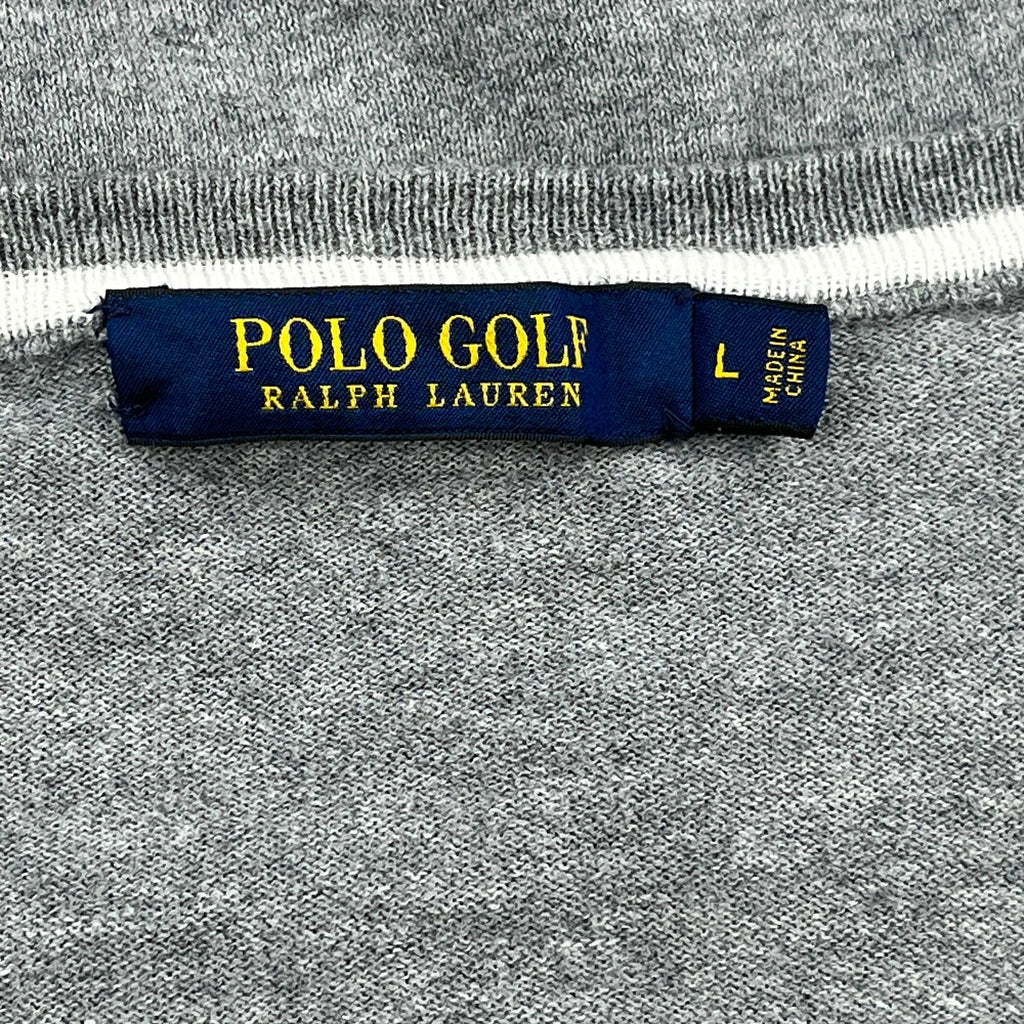 POLO GOLF
RALPH LAUREN
L
MADE IN
CHINA